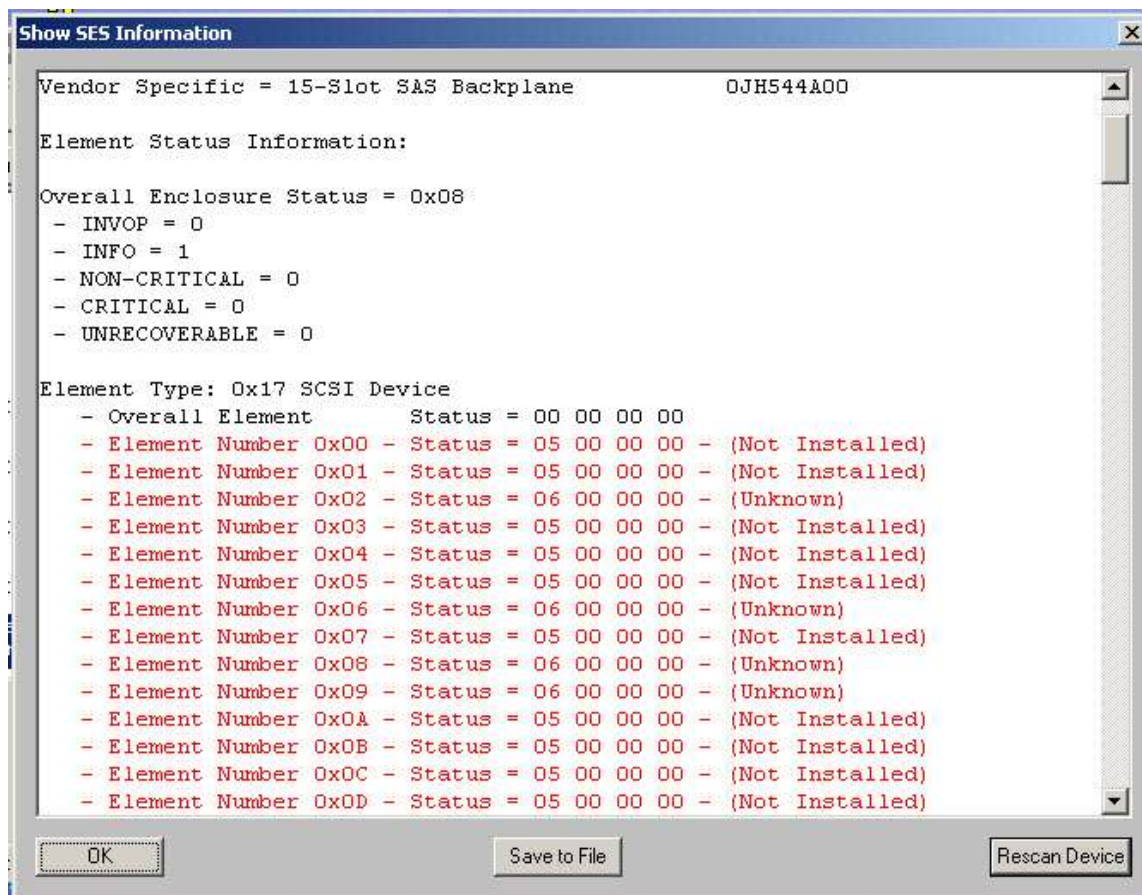 Show SES Information
Vendor Specific = 15-Slot SAS Backplane 0JH544A00
Element Status Information:
Overall Enclosure Status = 0x08
- INVOP = 0
- INFO = 1
- NON-CRITICAL = 0
- CRITICAL = 0
- UNRECOVERABLE = 0
Element Type: 0x17 SCSI Device
- Overall Element Status = 00 00 00 00
- Element Number 0x00 - Status = 05 00 00 00 - (Not Installed)
- Element Number 0x01 - Status = 05 00 00 00 - (Not Installed)
- Element Number 0x02 - Status = 06 00 00 00 - (Unknown)
- Element Number 0x03 - Status = 05 00 00 00 - (Not Installed)
- Element Number 0x04 - Status = 05 00 00 00 - (Not Installed)
- Element Number 0x05 - Status = 05 00 00 00 - (Not Installed)
- Element Number 0x06 - Status = 06 00 00 00 - (Unknown)
- Element Number 0x07 - Status = 05 00 00 00 - (Not Installed)
- Element Number 0x08 - Status = 06 00 00 00 - (Unknown)
- Element Number 0x09 - Status = 06 00 00 00 - (Unknown)
- Element Number 0x0A - Status = 05 00 00 00 - (Not Installed)
- Element Number 0x0B - Status = 05 00 00 00 - (Not Installed)
- Element Number 0x0C - Status = 05 00 00 00 - (Not Installed)
- Element Number 0x0D - Status = 05 00 00 00 - (Not Installed)
OK Save to File Rescan Device